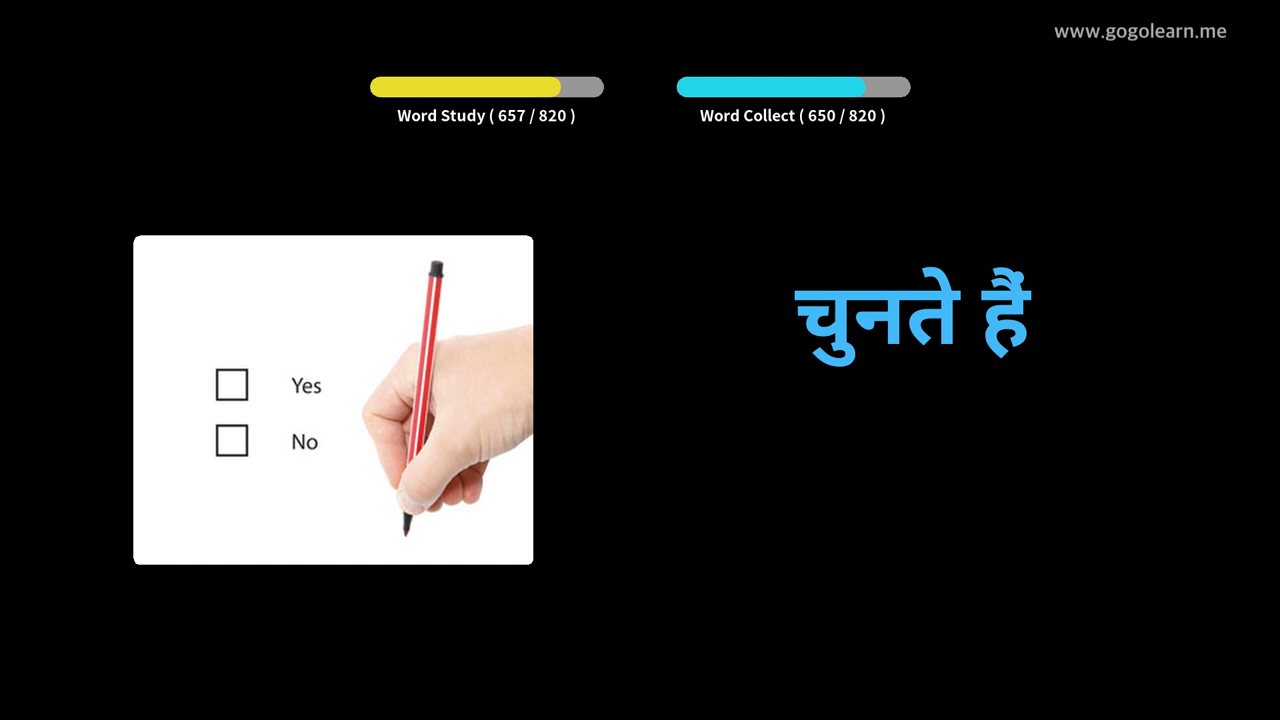 www.gogolearn.me
Word Study ( 657 / 820 )
Word Collect ( 650 / 820 )
Yes
No
चुनते हैं